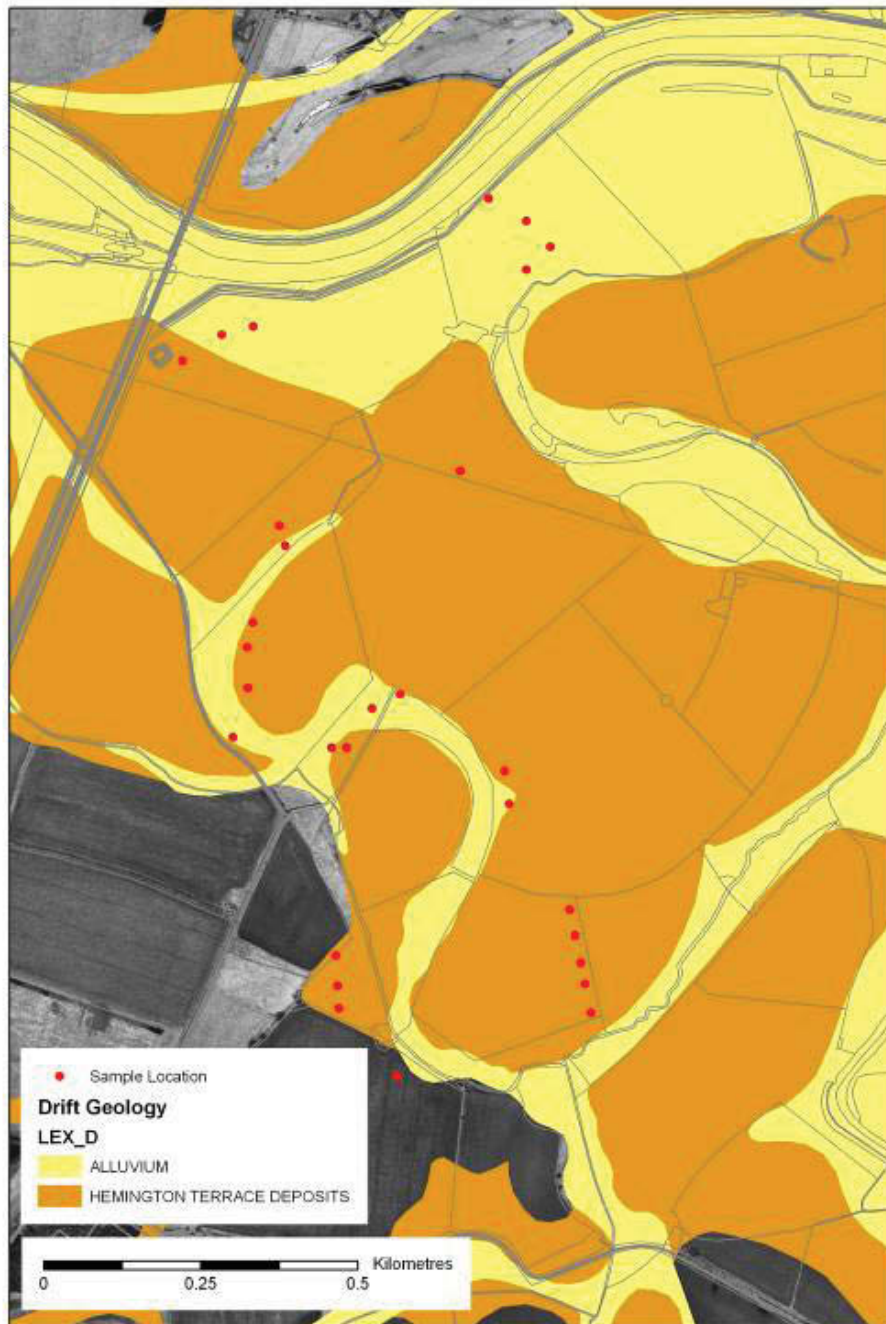 Sample Location
Drift Geology
LEX_D
ALLUVIUM
HEMINGTON TERRACE DEPOSITS
Kilometres
0 0.25 0.5